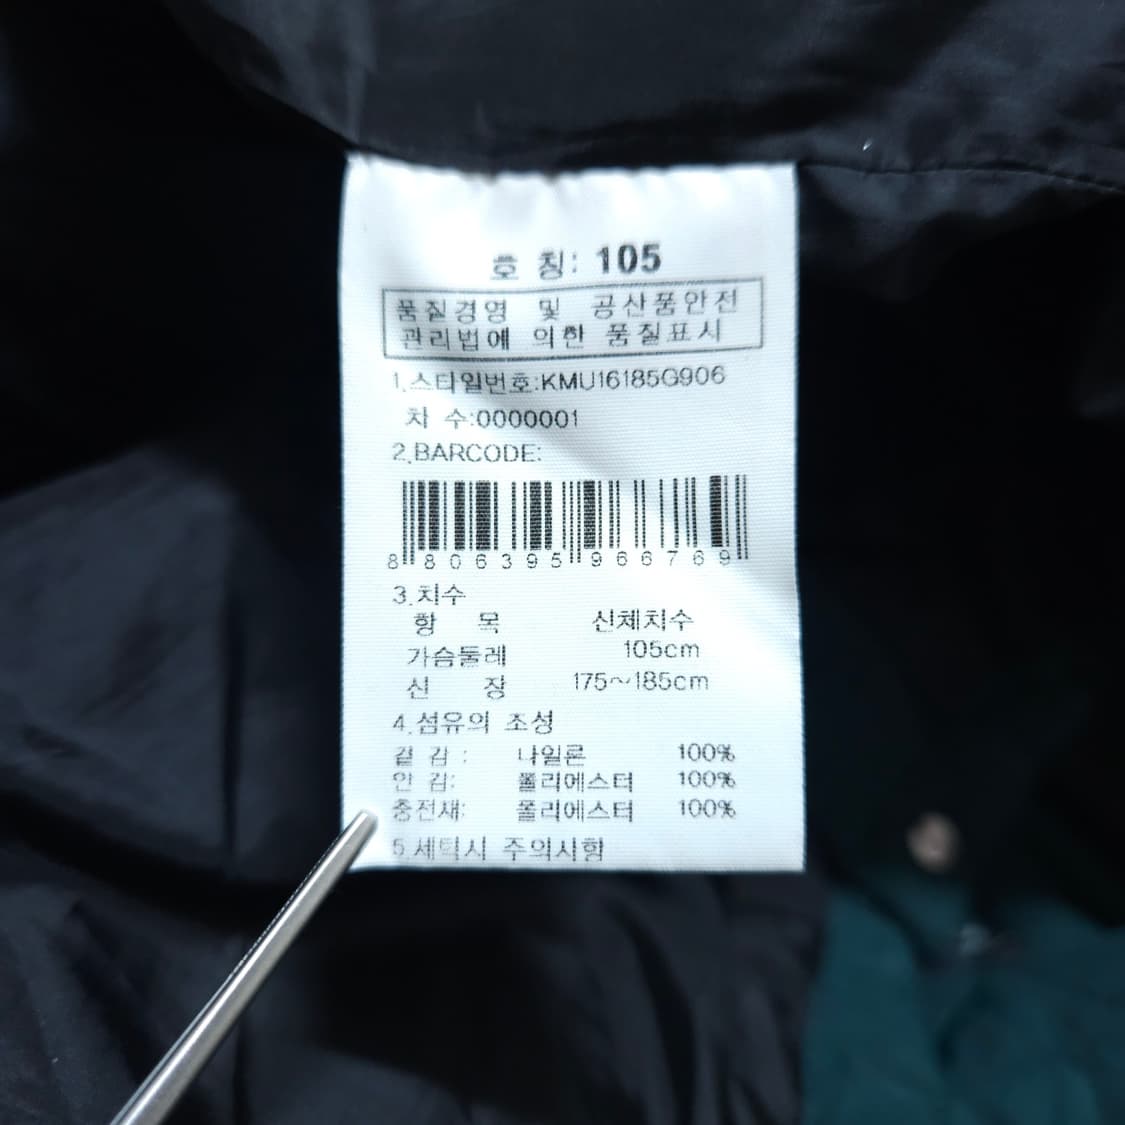 호 칭: 105
품질경영 및 공산품안전
관리법에 의한 품질표시
1.스타일번호:KMU16185G906
차 수:0000001
2.BARCODE:
8 806395 966769
3.치수
항 목 신체치수
가슴둘레 105cm
신 장 175~185cm
4.섬유의 조성
겉 감 : 나일론 100%
안 감: 폴리에스터 100%
충전재: 폴리에스터 100%
5.세탁시 주의사항